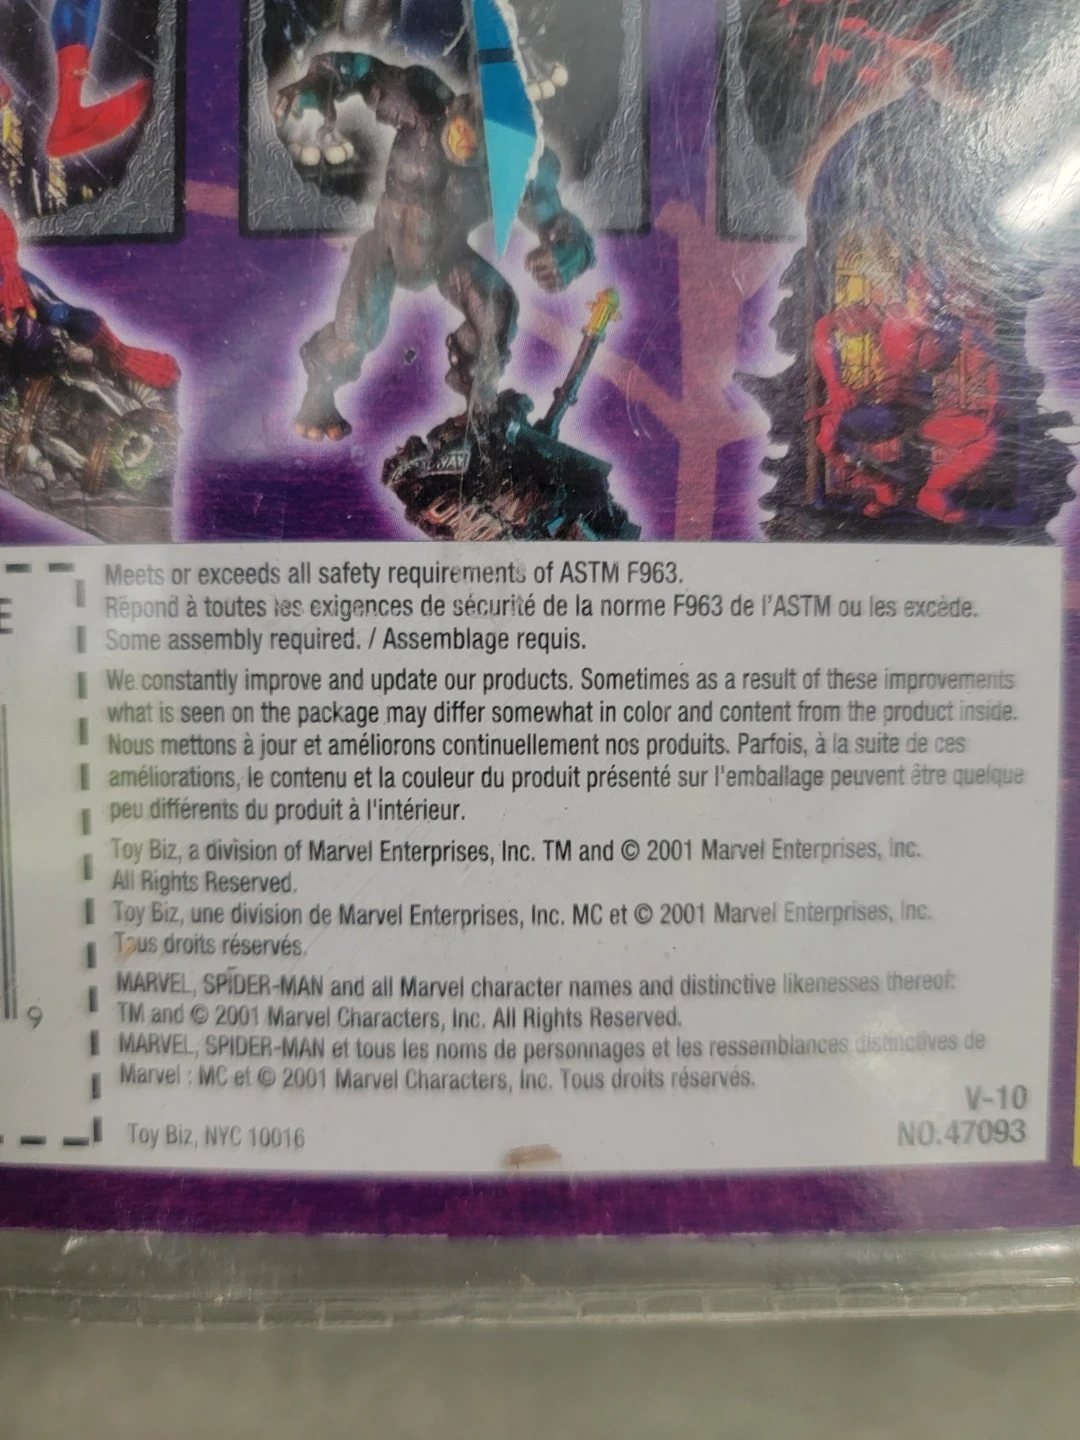 E
Meets or exceeds all safety requirements of ASTM F963.
Répond à toutes les exigences de sécurité de la norme F963 de l'ASTM ou les excède.
Some assembly required. / Assemblage requis.
We constantly improve and update our products. Sometimes as a result of these improvements
what is seen on the package may differ somewhat in color and content from the product inside.
Nous mettons à jour et améliorons continuellement nos produits. Parfois, à la suite de ces
améliorations, le contenu et la couleur du produit présenté sur l'emballage peuvent être quelque
peu différents du produit à l'intérieur.
Toy Biz, a division of Marvel Enterprises, Inc. TM and © 2001 Marvel Enterprises, Inc.
All Rights Reserved.
Toy Biz, une division de Marvel Enterprises, Inc. MC et © 2001 Marvel Enterprises, Inc.
Tous droits réservés.
MARVEL, SPIDER-MAN and all Marvel character names and distinctive likenesses thereof:
TM and © 2001 Marvel Characters, Inc. All Rights Reserved.
MARVEL, SPIDER-MAN et tous les noms de personnages et les ressemblances distinctives de
Marvel : MC et © 2001 Marvel Characters, Inc. Tous droits réservés.
9
V-10
Toy Biz, NYC 10016
NO.47093